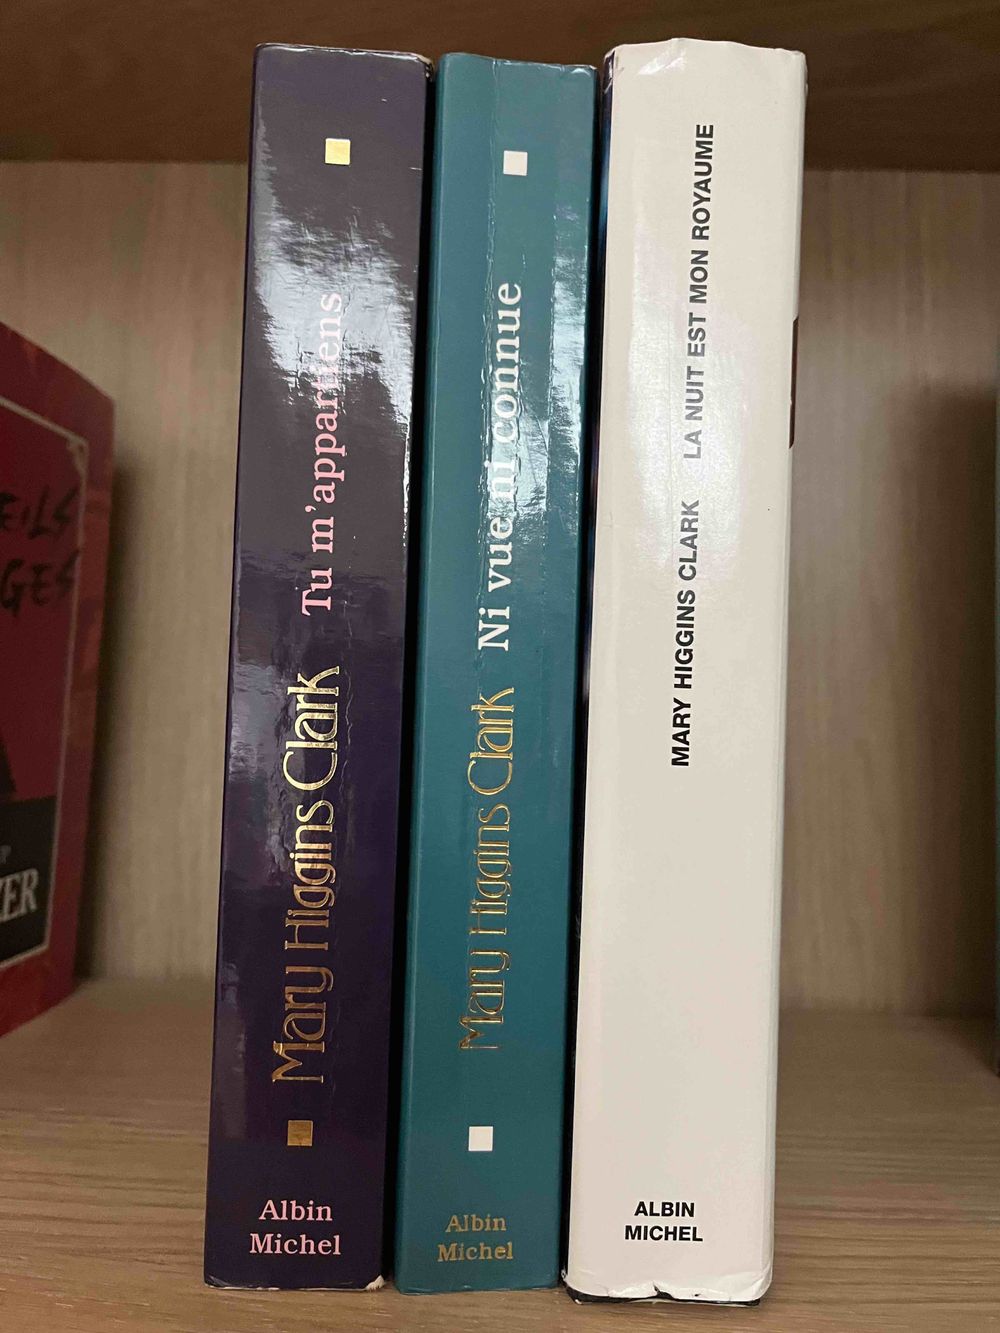 Mary Higgins Clark Tu m'appartiens
Albin
Michel
Mary Higgins Clark Ni vue ni connue
Albin
Michel
MARY HIGGINS CLARK LA NUIT EST MON ROYAUME
ALBIN
MICHEL